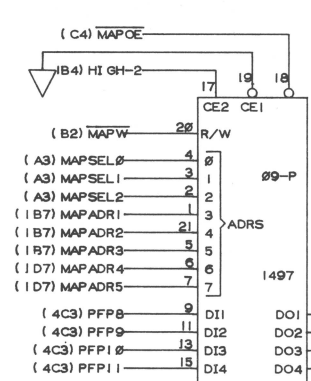 (C4) MAPOE
1B4) HIGH-2
17 19 18
CE2 CE1
(B2) MAPW 20 R/W
(A3) MAPSEL0 4 0
(A3) MAPSEL1 3 1 09-P
(A3) MAPSEL2 2 2
(1B7) MAPADR1 1 3
ADRS
(1B7) MAPADR2 21 4
(1B7) MAPADR3 5 5
(1D7) MAPADR4 6 6 1497
(1D7) MAPADR5 7 7
(4C3) PFP8 9 DI1 DO1
(4C3) PFP9 11 DI2 DO2
(4C3) PFP10 13 DI3 DO3
(4C3) PFP11 15 DI4 DO4